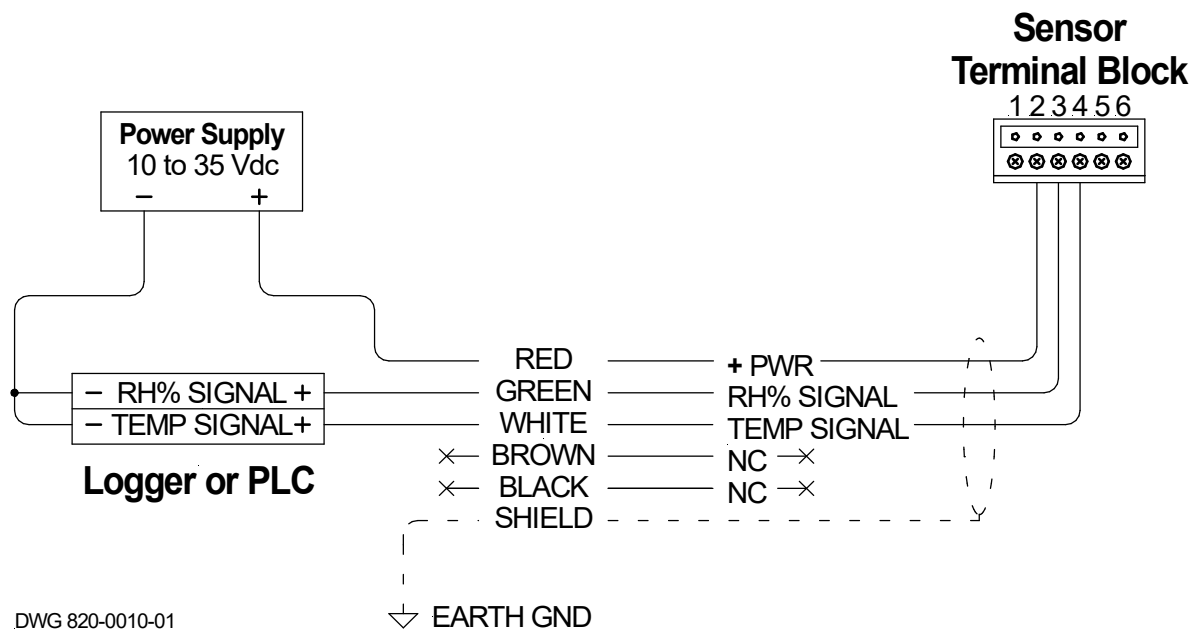 Sensor
Terminal Block
1 2 3 4 5 6
Power Supply
10 to 35 Vdc
− +
RED + PWR
− RH% SIGNAL + GREEN RH% SIGNAL
− TEMP SIGNAL+ WHITE TEMP SIGNAL
BROWN NC
Logger or PLC
BLACK NC
SHIELD
EARTH GND
DWG 820-0010-01